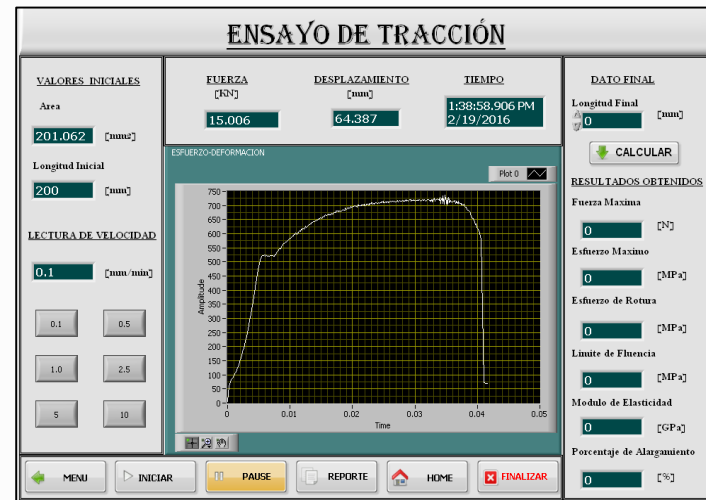 ENSAYO DE TRACCIÓN
VALORES INICIALES
Area
201.062 [mm2]
Longitud Inicial
200 [mm]
LECTURA DE VELOCIDAD
0.1 [mm/min]
0.1 0.5
1.0 2.5
5 10
FUERZA
[KN]
15.006
DESPLAZAMIENTO
[mm]
64.387
TIEMPO
1:38:58.906 PM
2/19/2016
ESFUERZO-DEFORMACION
Plot 0
Amplitude
750
700
650
600
550
500
450
400
350
300
250
200
150
100
50
0
0 0.01 0.02 0.03 0.04 0.05
Time
DATO FINAL
Longitud Final
0 [mm]
CALCULAR
RESULTADOS OBTENIDOS
Fuerza Maxima
0 [N]
Esfuerzo Maximo
0 [MPa]
Esfuerzo de Rotura
0 [MPa]
Limite de Fluencia
0 [MPa]
Modulo de Elasticidad
0 [GPa]
Porcentaje de Alargamiento
0 [%]
MENU INICIAR PAUSE REPORTE HOME FINALIZAR